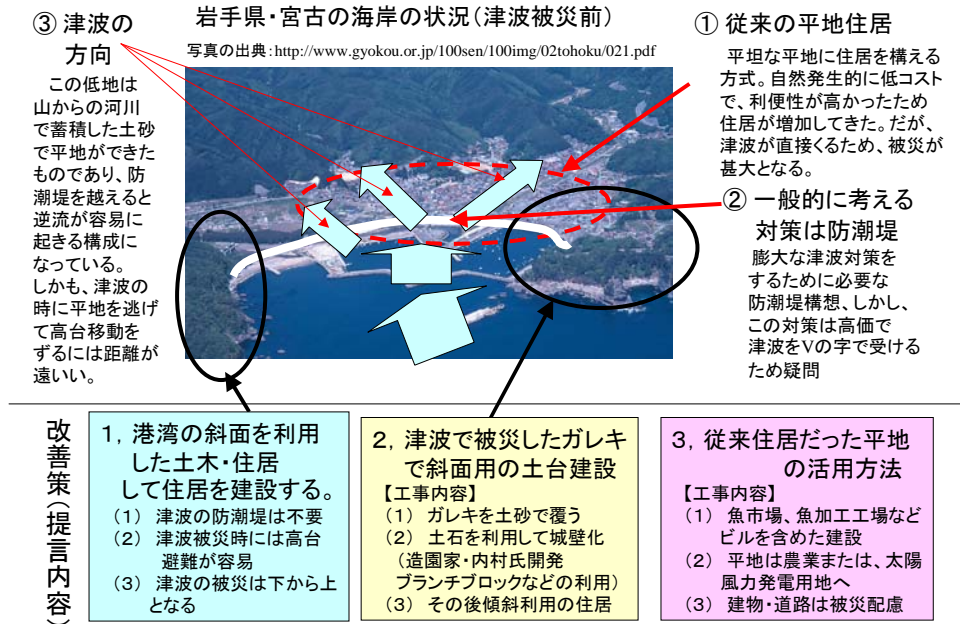 岩手県・宮古の海岸の状況(津波被災前)
写真の出典:http://www.gyokou.or.jp/100sen/100img/02tohoku/021.pdf
③ 津波の
方向
この低地は
山からの河川
で蓄積した土砂
で平地ができた
ものであり、防
潮堤を越えると
逆流が容易に
起きる構成に
なっている。
しかも、津波の
時に平地を逃げ
て高台移動を
ずるには距離が
遠いい。
① 従来の平地住居
平坦な平地に住居を構える
方式。自然発生的に低コスト
で、利便性が高かったため
住居が増加してきた。だが、
津波が直接くるため、被災が
甚大となる。
② 一般的に考える
対策は防潮堤
膨大な津波対策を
するために必要な
防潮堤構想、しかし、
この対策は高価で
津波をVの字で受ける
ため疑問
改善策(提言内容)
1,港湾の斜面を利用
した土木・住居
して住居を建設する。
(1) 津波の防潮堤は不要
(2) 津波被災時には高台
避難が容易
(3) 津波の被災は下から上
となる
2,津波で被災したガレキ
で斜面用の土台建設
【工事内容】
(1) ガレキを土砂で覆う
(2) 土石を利用して城壁化
(造園家・内村氏開発
ブランチブロックなどの利用)
(3) その後傾斜利用の住居
3,従来住居だった平地
の活用方法
【工事内容】
(1) 魚市場、魚加工工場など
ビルを含めた建設
(2) 平地は農業または、太陽
風力発電用地へ
(3) 建物・道路は被災配慮